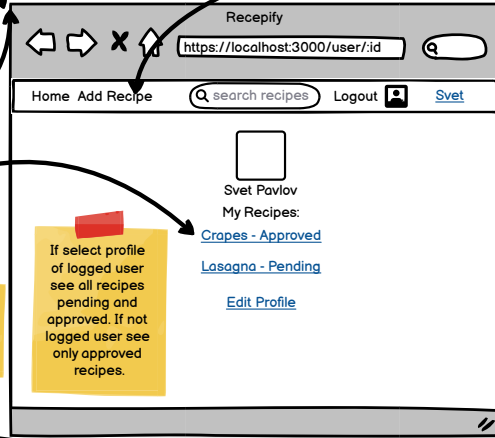 Recepify
https://localhost:3000/user/:id
Home Add Recipe search recipes Logout Svet
Svet Pavlov
My Recipes:
Crapes - Approved
Lasagna - Pending
Edit Profile
If select profile
of logged user
see all recipes
pending and
approved. If not
logged user see
only approved
recipes.